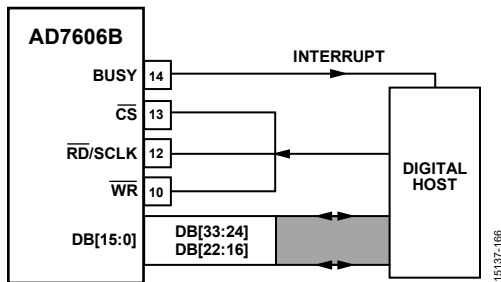 AD7606B
BUSY 14
INTERRUPT
CS 13
RD/SCLK 12
WR 10
DIGITAL
HOST
DB[15:0]
DB[33:24]
DB[22:16]
15137-166